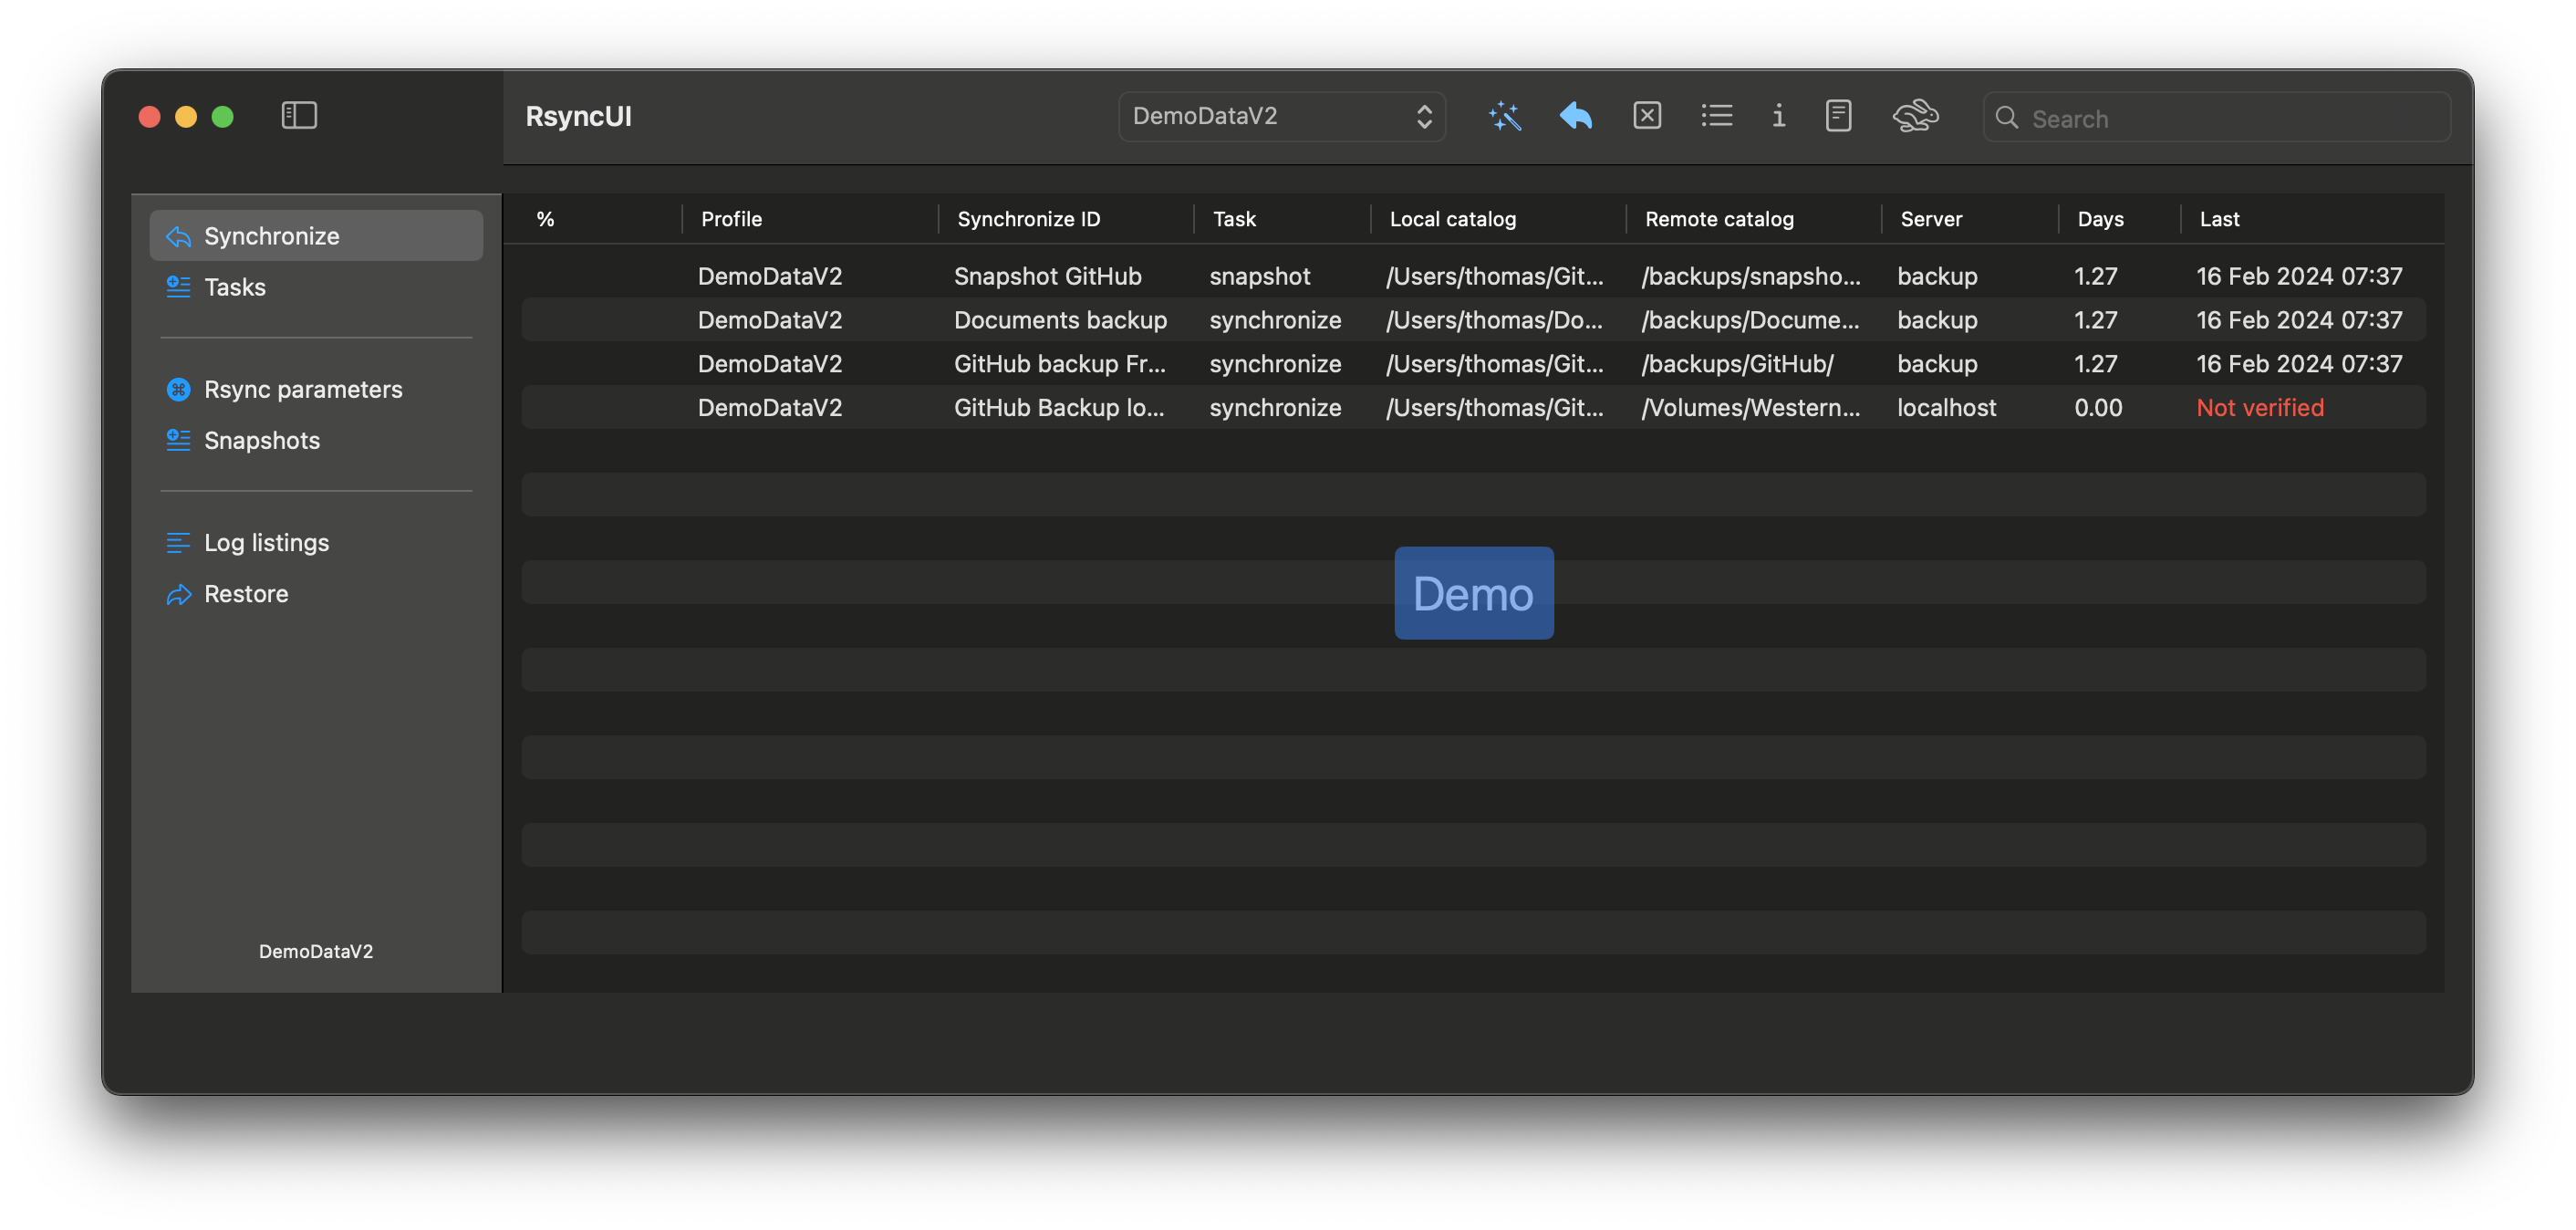 RsyncUI
DemoDataV2
Search
Synchronize
Tasks
Rsync parameters
Snapshots
Log listings
Restore
DemoDataV2
% Profile Synchronize ID Task Local catalog Remote catalog Server Days Last
DemoDataV2 Snapshot GitHub snapshot /Users/thomas/Git... /backups/snapsho... backup 1.27 16 Feb 2024 07:37
DemoDataV2 Documents backup synchronize /Users/thomas/Do... /backups/Docume... backup 1.27 16 Feb 2024 07:37
DemoDataV2 GitHub backup Fr... synchronize /Users/thomas/Git... /backups/GitHub/ backup 1.27 16 Feb 2024 07:37
DemoDataV2 GitHub Backup lo... synchronize /Users/thomas/Git... /Volumes/Western... localhost 0.00 Not verified
Demo